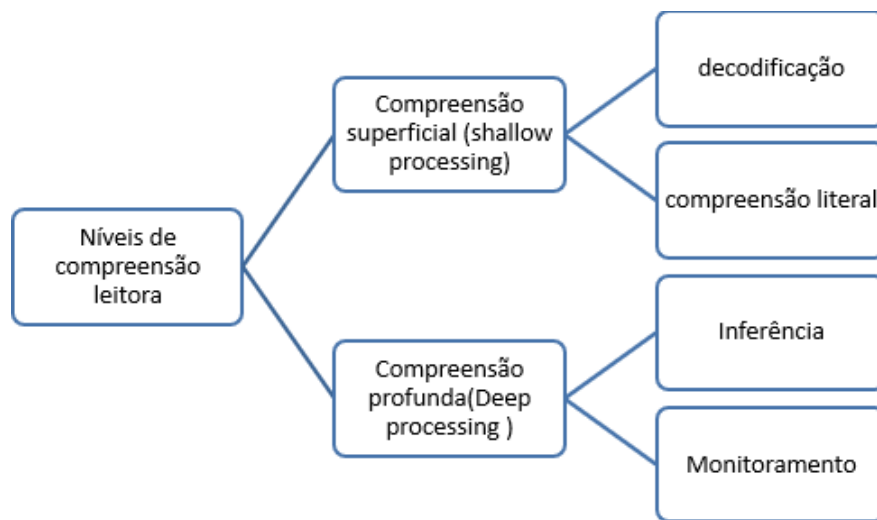 Níveis de
compreensão
leitora
Compreensão
superficial (shallow
processing)
decodificação
compreensão literal
Compreensão
profunda(Deep
processing )
Inferência
Monitoramento